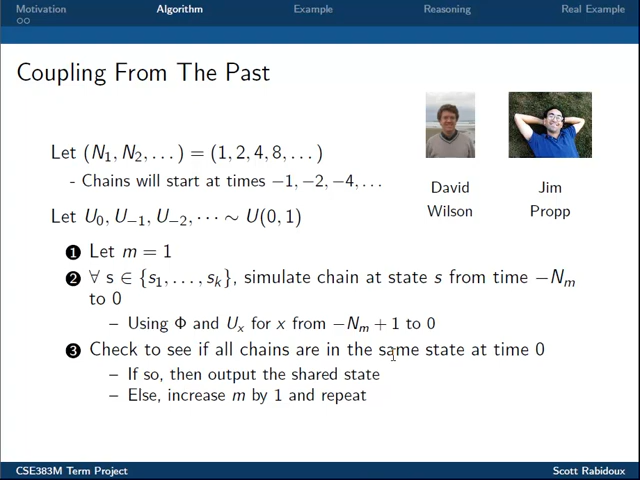 Motivation Algorithm Example Reasoning Real Example
Coupling From The Past
Let (N₁, N₂, . . . ) = (1, 2, 4, 8, . . . )
- Chains will start at times −1, −2, −4, . . .
David Wilson
Jim Propp
Let U₀, U₋₁, U₋₂, · · · ∼ U(0, 1)
1 Let m = 1
2 ∀ s ∈ {s₁, . . . , sₖ}, simulate chain at state s from time −Nₘ
to 0
– Using Φ and Uₓ for x from −Nₘ + 1 to 0
3 Check to see if all chains are in the same state at time 0
– If so, then output the shared state
– Else, increase m by 1 and repeat
CSE383M Term Project Scott Rabidoux